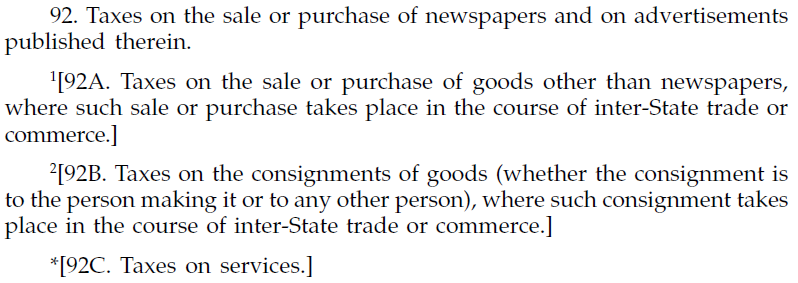 92. Taxes on the sale or purchase of newspapers and on advertisements
published therein.
¹[92A. Taxes on the sale or purchase of goods other than newspapers,
where such sale or purchase takes place in the course of inter-State trade or
commerce.]
²[92B. Taxes on the consignments of goods (whether the consignment is
to the person making it or to any other person), where such consignment takes
place in the course of inter-State trade or commerce.]
*[92C. Taxes on services.]